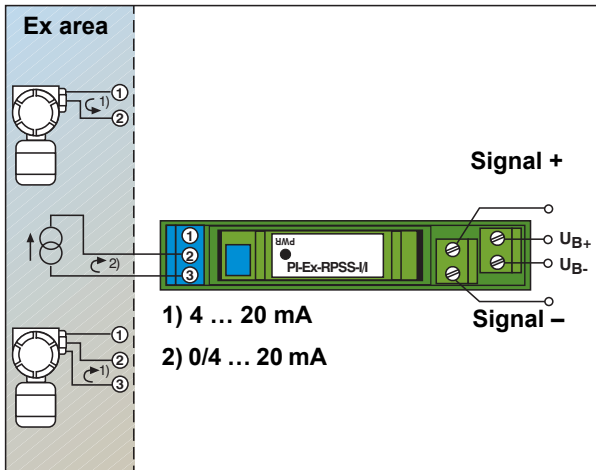 Ex area
① 1)
②
Signal +
①
PWR
UB+
②
PI-Ex-RPSS-I/I
UB-
2)
③
1) 4 … 20 mA
Signal –
2) 0/4 … 20 mA
①
②
1)
③